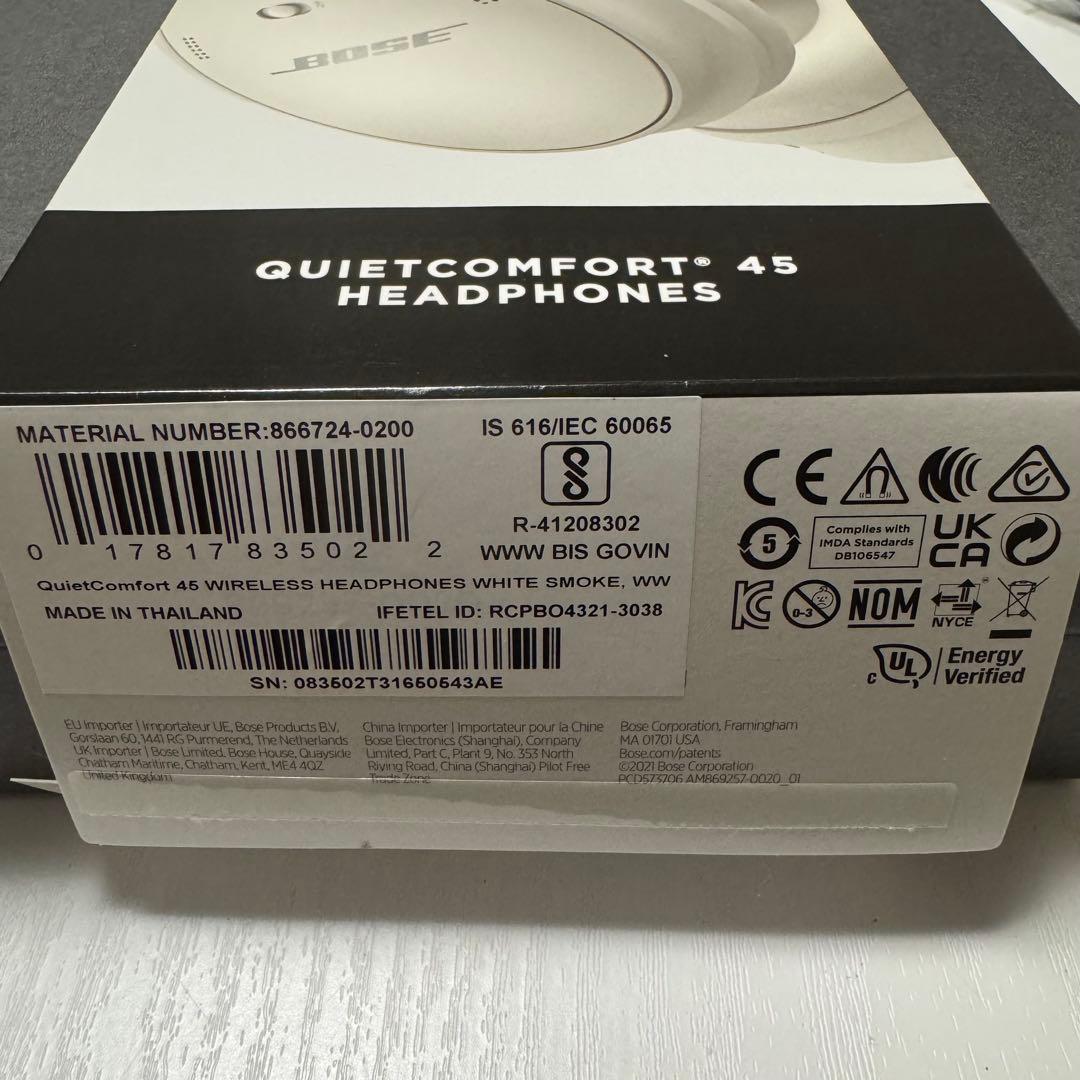 BOSE
QUIETCOMFORT® 45
HEADPHONES
MATERIAL NUMBER:866724-0200
IS 616/IEC 60065
R-41208302
WWW BIS GOVIN
0 17817 83502 2
QuietComfort 45 WIRELESS HEADPHONES WHITE SMOKE, WW
MADE IN THAILAND
IFETEL ID: RCPBO4321-3038
SN: 083502T31650543AE
CE
5
Complies with
IMDA Standards
DB106547
UK
CA
0-3
NOM
NYCE
c UL
Energy
Verified
EU Importer | Importateur UE, Bose Products B.V.,
Gorslaan 60, 1441 RG Purmerend, The Netherlands
UK Importer | Bose Limited, Bose House, Quayside
Chatham Maritime, Chatham, Kent, ME4 4QZ
United Kingdom
China Importer | Importateur pour la Chine
Bose Electronics (Shanghai), Company
Limited, Part C, Plant 9, No. 353 North
Riying Road, China (Shanghai) Pilot Free
Trade Zone
Bose Corporation, Framingham
MA 01701 USA
Bose.com/patents
©2021 Bose Corporation
PCD573706 AM869257-0020_01